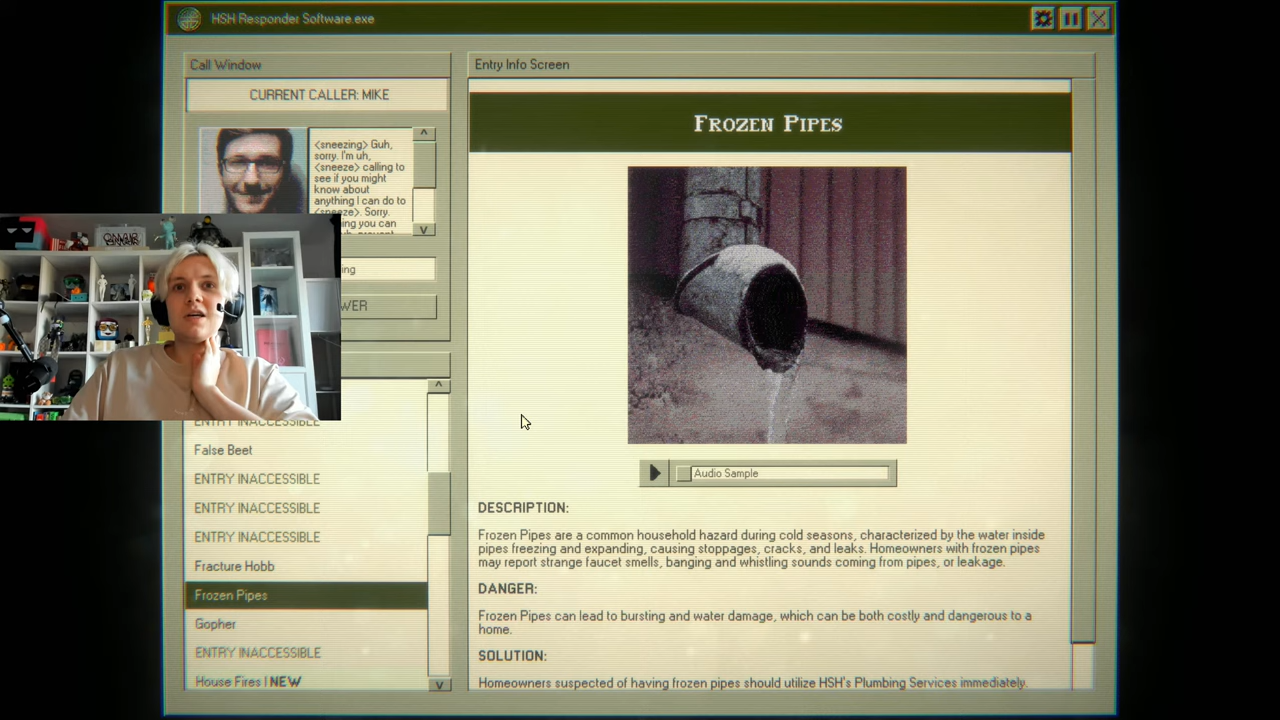 HSH Responder Software.exe
Call Window
CURRENT CALLER: MIKE
<sneezing> Guh,
sorry. I'm uh,
<sneeze> calling to
see if you might
know about
anything I can do to
<sneeze>. Sorry.
you can
ON AIR
ENTRY INACCESSIBLE
False Beet
ENTRY INACCESSIBLE
ENTRY INACCESSIBLE
ENTRY INACCESSIBLE
Fracture Hobb
Frozen Pipes
Gopher
ENTRY INACCESSIBLE
House Fires | NEW
Entry Info Screen
FROZEN PIPES
Audio Sample
DESCRIPTION:
Frozen Pipes are a common household hazard during cold seasons, characterized by the water inside
pipes freezing and expanding, causing stoppages, cracks, and leaks. Homeowners with frozen pipes
may report strange faucet smells, banging and whistling sounds coming from pipes, or leakage.
DANGER:
Frozen Pipes can lead to bursting and water damage, which can be both costly and dangerous to a
home.
SOLUTION:
Homeowners suspected of having frozen pipes should utilize HSH's Plumbing Services immediately.